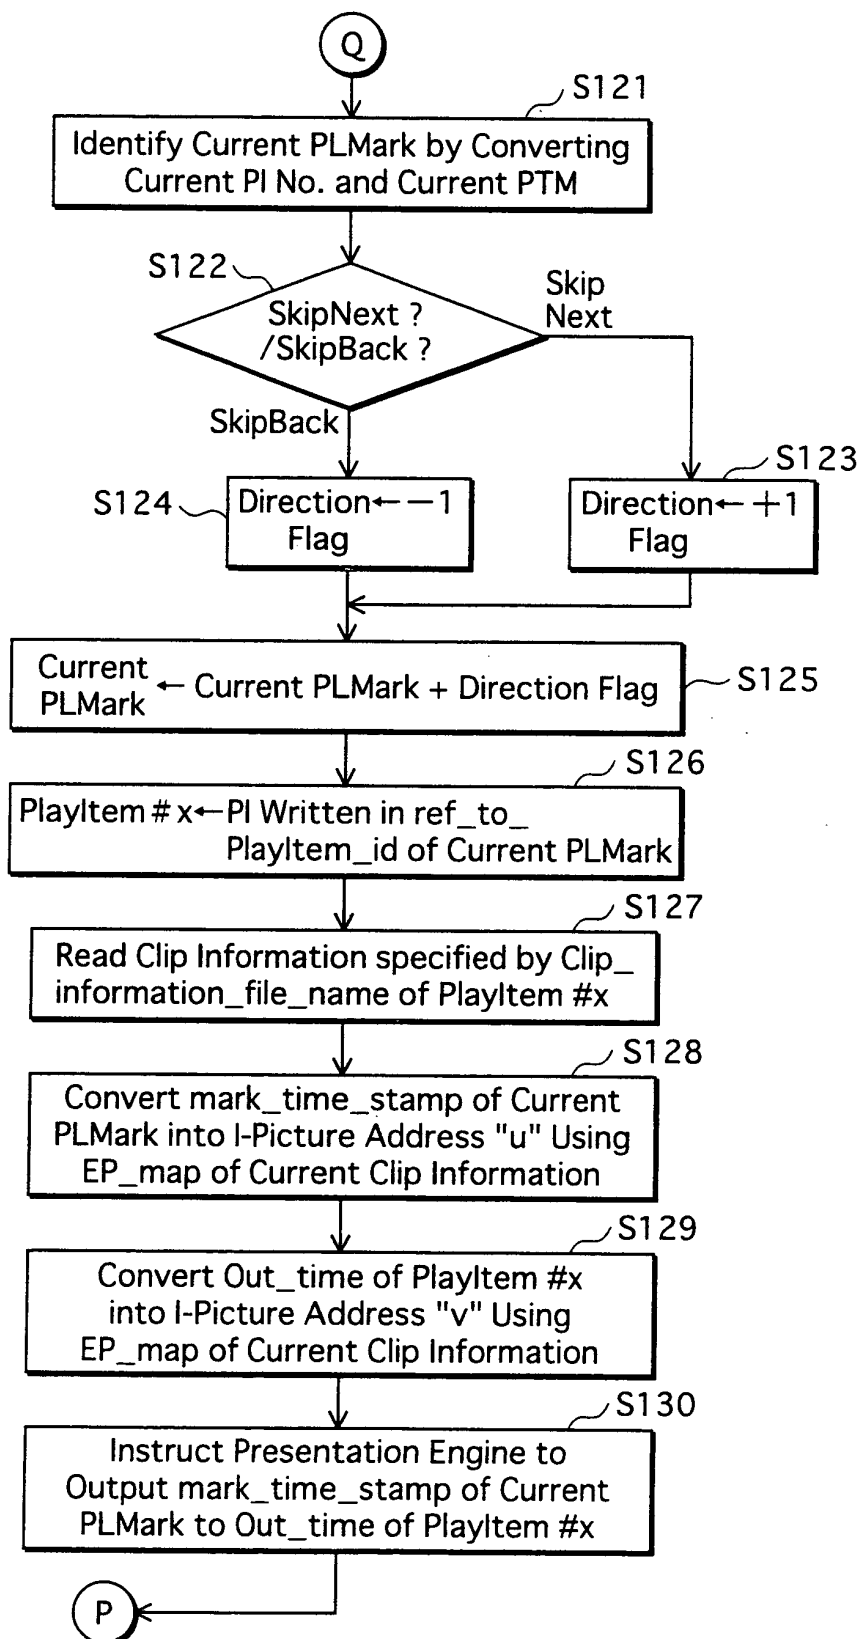 Q
S121
Identify Current PLMark by Converting
Current PI No. and Current PTM
S122
SkipNext ?
/SkipBack ?
Skip
Next
SkipBack
S123
S124
Direction←−1
Flag
Direction←+1
Flag
Current
PLMark ← Current PLMark + Direction Flag
S125
S126
PlayItem # x←PI Written in ref_to_
PlayItem_id of Current PLMark
S127
Read Clip Information specified by Clip_
information_file_name of PlayItem #x
S128
Convert mark_time_stamp of Current
PLMark into I-Picture Address "u" Using
EP_map of Current Clip Information
S129
Convert Out_time of PlayItem #x
into I-Picture Address "v" Using
EP_map of Current Clip Information
S130
Instruct Presentation Engine to
Output mark_time_stamp of Current
PLMark to Out_time of PlayItem #x
P